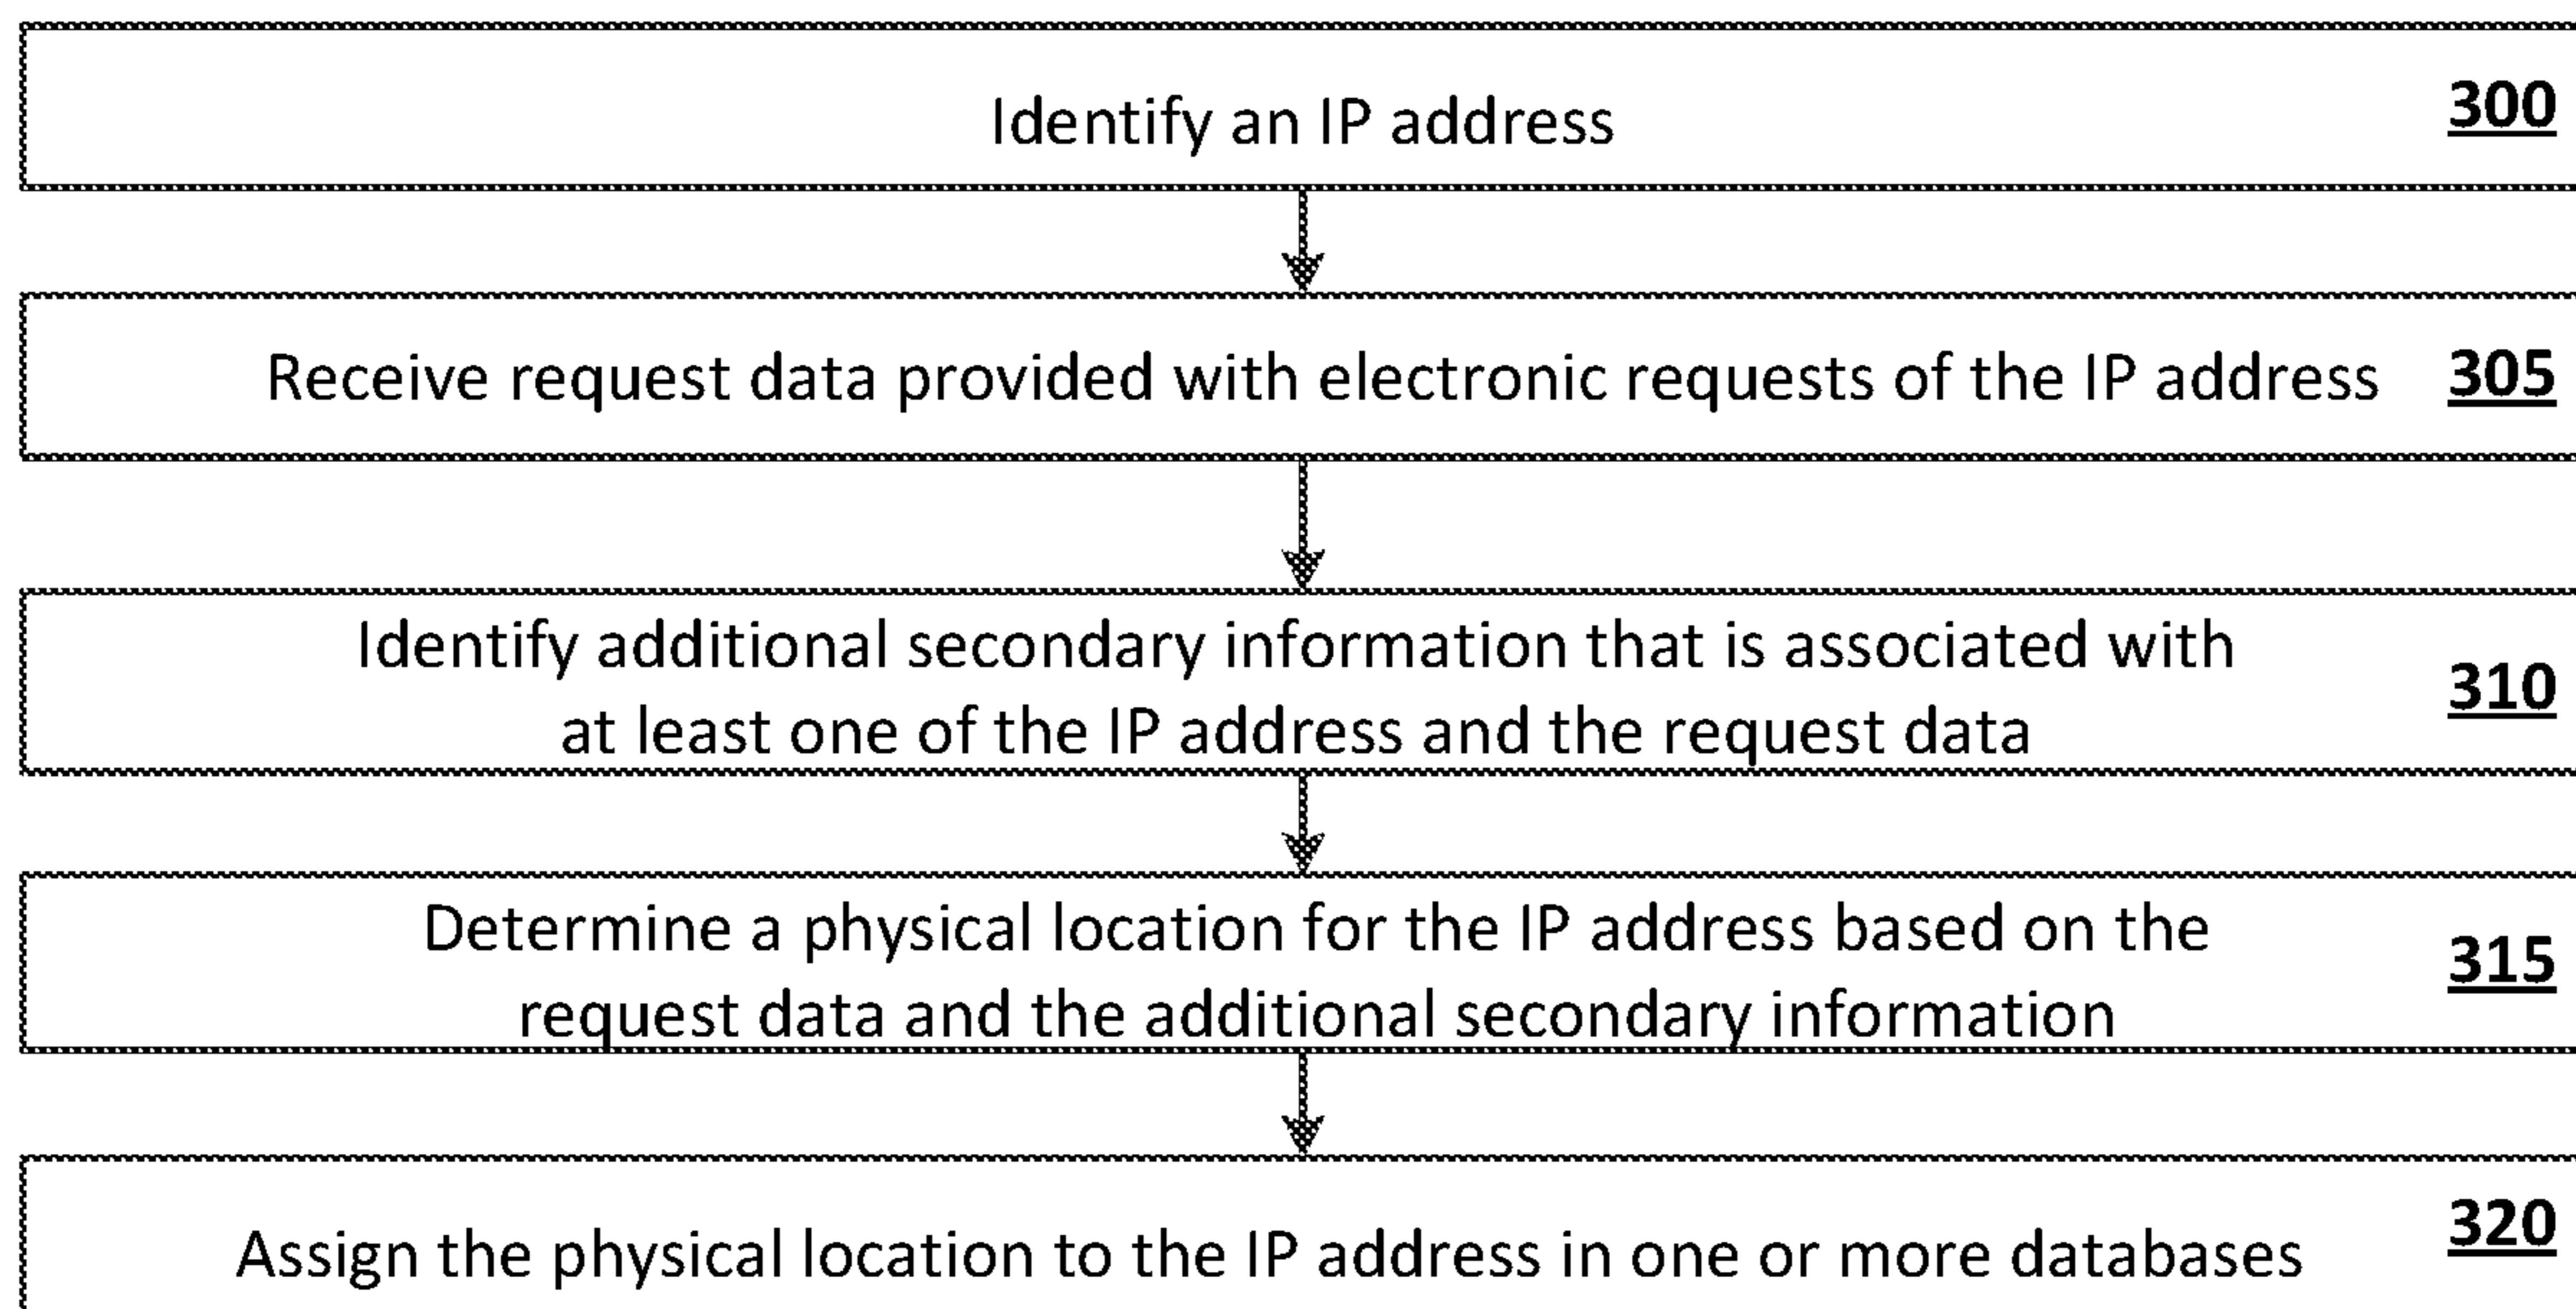 Identify an IP address 300
Receive request data provided with electronic requests of the IP address 305
Identify additional secondary information that is associated with
at least one of the IP address and the request data 310
Determine a physical location for the IP address based on the
request data and the additional secondary information 315
Assign the physical location to the IP address in one or more databases 320